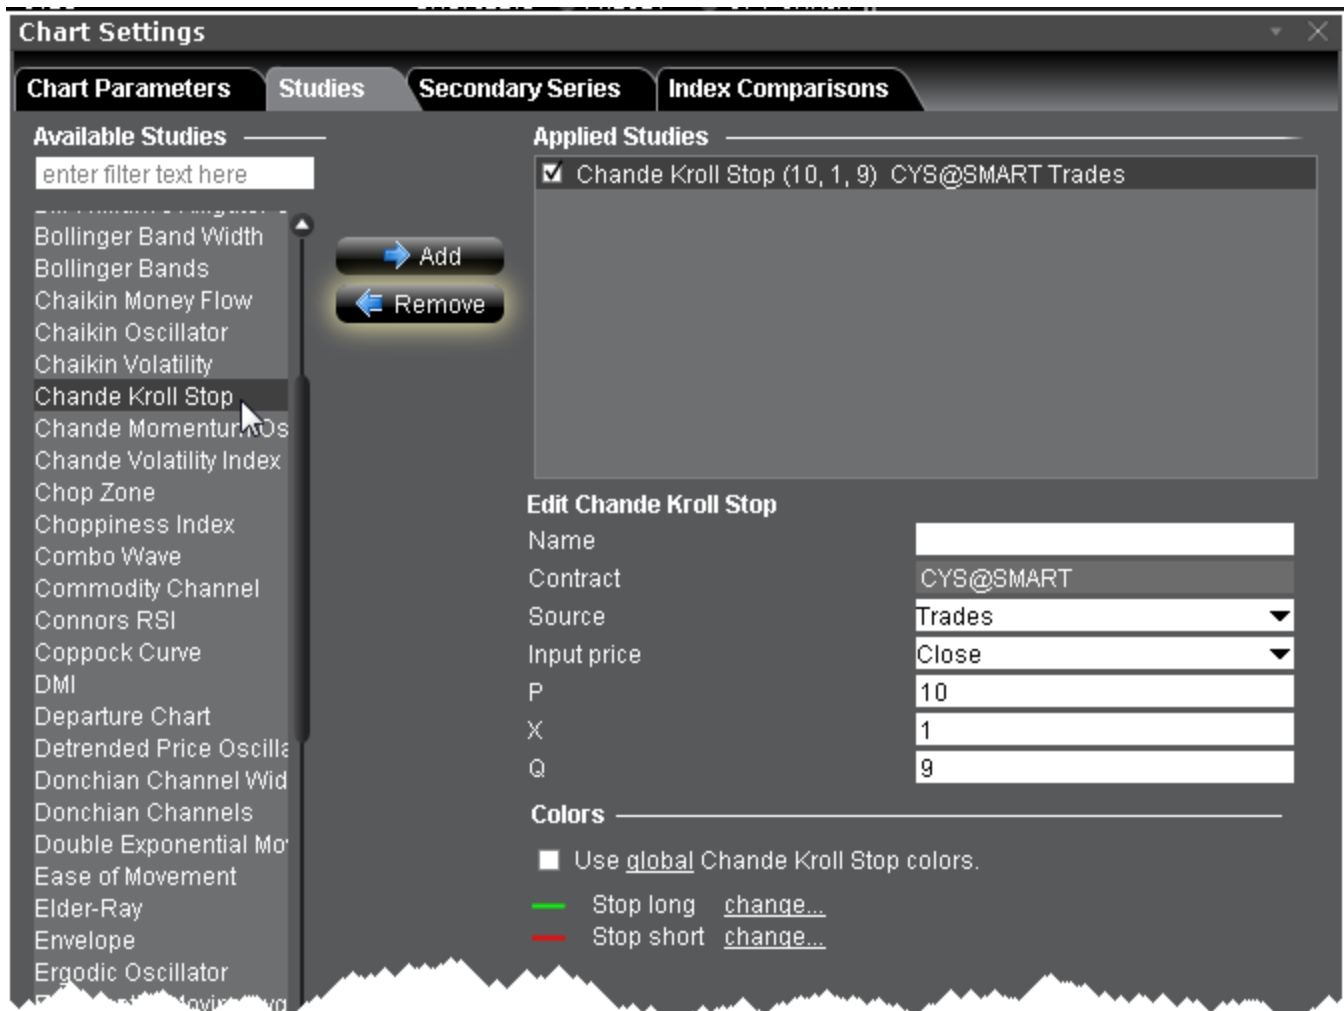 Chart Settings
Chart Parameters Studies Secondary Series Index Comparisons
Available Studies
enter filter text here
Bollinger Band Width
Bollinger Bands
Chaikin Money Flow
Chaikin Oscillator
Chaikin Volatility
Chande Kroll Stop
Chande Momentum Os
Chande Volatility Index
Chop Zone
Choppiness Index
Combo Wave
Commodity Channel
Connors RSI
Coppock Curve
DMI
Departure Chart
Detrended Price Oscilla
Donchian Channel Wid
Donchian Channels
Double Exponential Mo
Ease of Movement
Elder-Ray
Envelope
Ergodic Oscillator
Add
Remove
Applied Studies
Chande Kroll Stop (10, 1, 9) CYS@SMART Trades
Edit Chande Kroll Stop
Name
Contract CYS@SMART
Source Trades
Input price Close
P 10
X 1
Q 9
Colors
Use global Chande Kroll Stop colors.
Stop long change...
Stop short change...